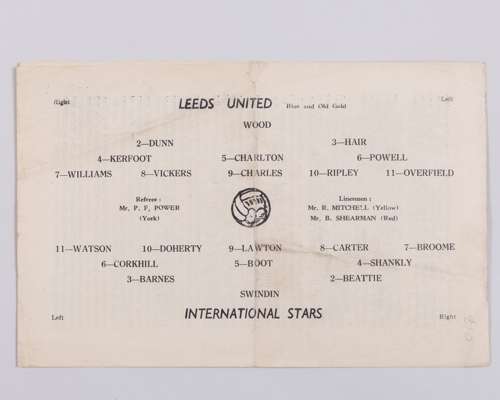 Right LEEDS UNITED Blue and Old Gold Left
WOOD
2—DUNN 3—HAIR
4—KERFOOT 5—CHARLTON 6—POWELL
7—WILLIAMS 8—VICKERS 9—CHARLES 10—RIPLEY 11—OVERFIELD
Referee : Linesmen :
Mr. P. F. POWER Mr. R. MITCHELL (Yellow)
(York) Mr. B. SHEARMAN (Red)
11—WATSON 10—DOHERTY 9—LAWTON 8—CARTER 7—BROOME
6—CORKHILL 5—BOOT 4—SHANKLY
3—BARNES 2—BEATTIE
SWINDIN
Left INTERNATIONAL STARS Right